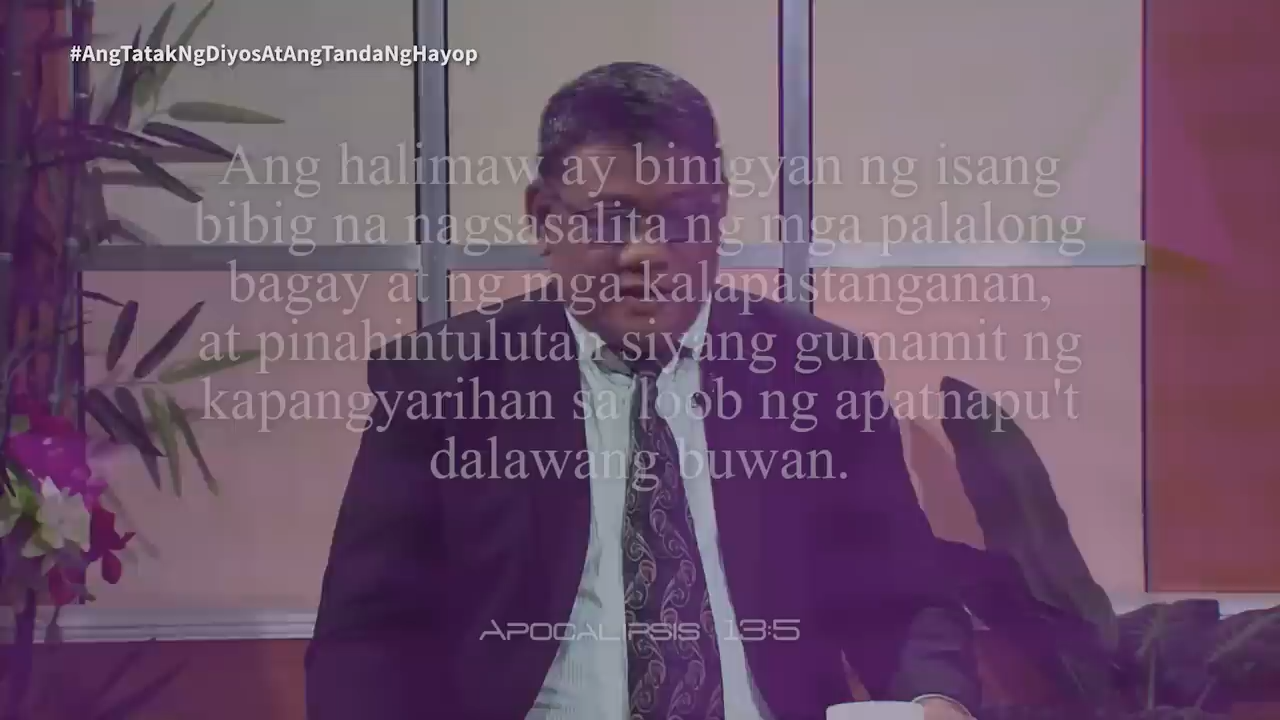 #AngTatakNgDiyosAtAngTandaNgHayop
Ang halimaw ay binigyan ng isang
bibig na nagsasalita ng mga palalong
bagay at ng mga kalapastanganan,
at pinahintulutan siyang gumamit ng
kapangyarihan sa loob ng apatnapu't
dalawang buwan.
Apocalipsis 13:5